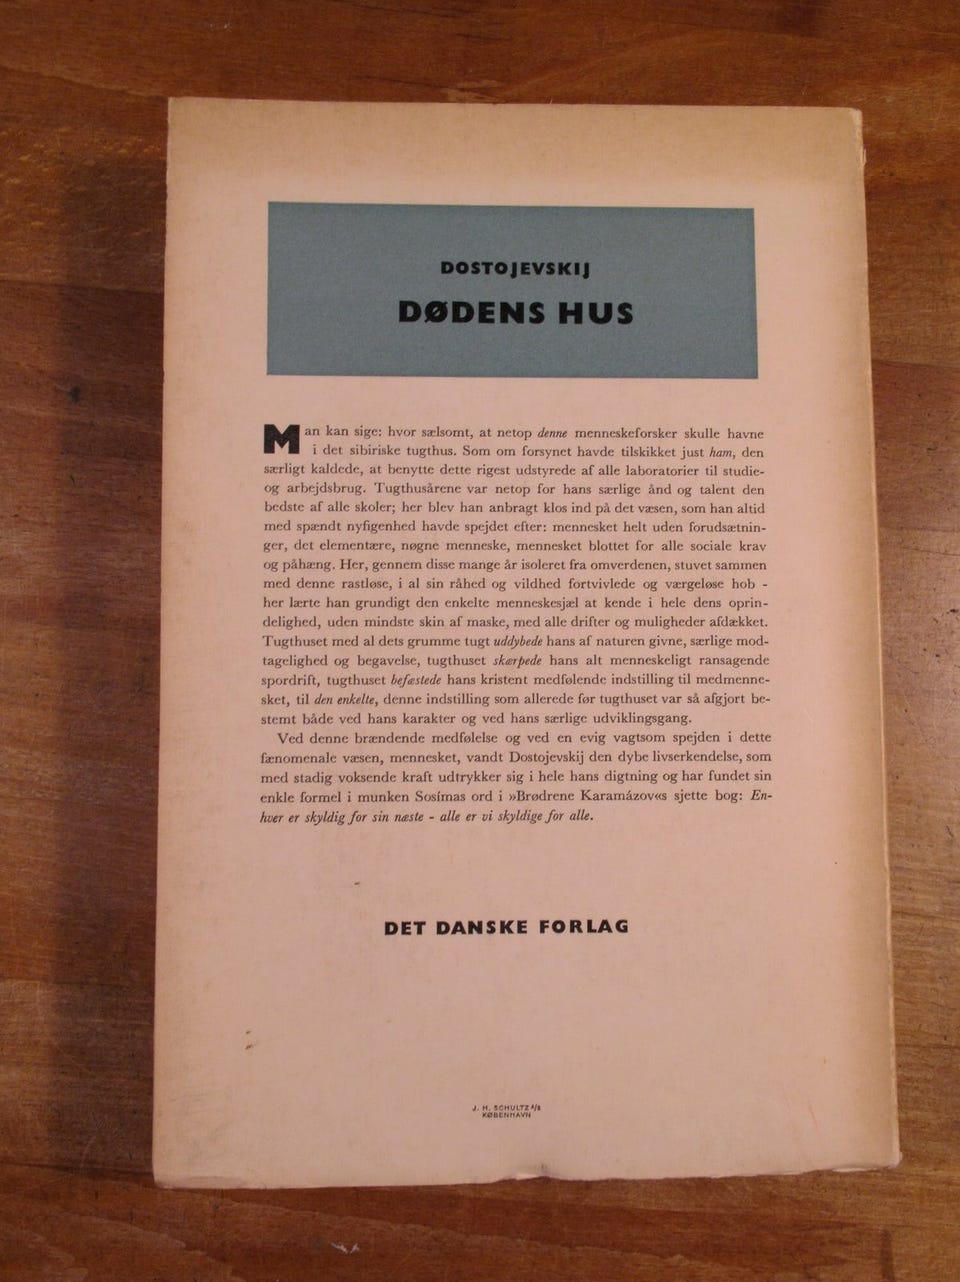 DOSTOJEVSKIJ
DØDENS HUS
Man kan sige: hvor sælsomt, at netop denne menneskeforsker skulle havne
i det sibiriske tugthus. Som om forsynet havde tilskikket just ham, den
særligt kaldede, at benytte dette rigest udstyrede af alle laboratorier til studie-
og arbejdsbrug. Tugthusårene var netop for hans særlige ånd og talent den
bedste af alle skoler; her blev han anbragt klos ind på det væsen, som han altid
med spændt nyfigenhed havde spejdet efter: mennesket helt uden forudsætnin-
ger, det elementære, nøgne menneske, mennesket blottet for alle sociale krav
og påhæng. Her, gennem disse mange år isoleret fra omverdenen, stuvet sammen
med denne rastløse, i al sin råhed og vildhed fortvivlede og værgeløse hob -
her lærte han grundigt den enkelte menneskesjæl at kende i hele dens oprin-
delighed, uden mindste skin af maske, med alle drifter og muligheder afdækket.
Tugthuset med al dets grumme tugt uddybede hans af naturen givne, særlige mod-
tagelighed og begavelse, tugthuset skærpede hans alt menneskeligt ransagende
spordrift, tugthuset befæstede hans kristent medfølende indstilling til medmenne-
sket, til den enkelte, denne indstilling som allerede før tugthuset var så afgjort be-
stemt både ved hans karakter og ved hans særlige udviklingsgang.
Ved denne brændende medfølelse og ved en evig vagtsom spejden i dette
fænomenale væsen, mennesket, vandt Dostojevskij den dybe livserkendelse, som
med stadig voksende kraft udtrykker sig i hele hans digtning og har fundet sin
enkle formel i munken Sosímas ord i »Brødrene Karamázov«s sjette bog: En-
hver er skyldig for sin næste - alle er vi skyldige for alle.
DET DANSKE FORLAG
J. H. SCHULTZ A/S
KØBENHAVN